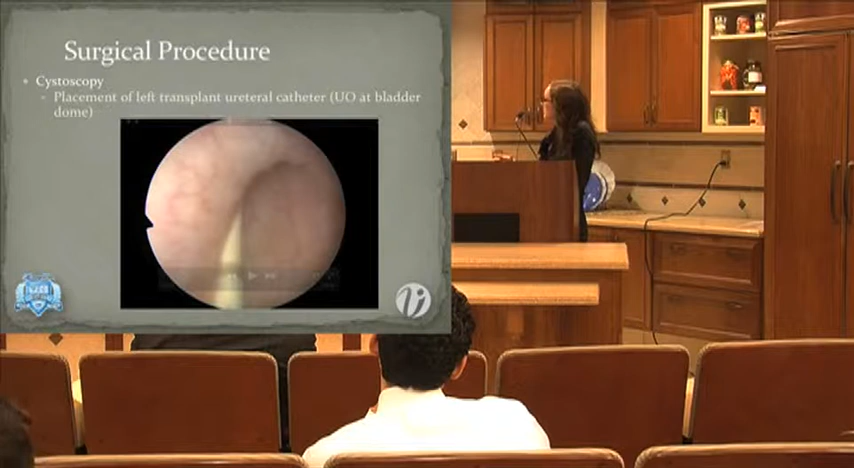 Surgical Procedure
Cystoscopy
Placement of left transplant ureteral catheter (UO at bladder
dome)